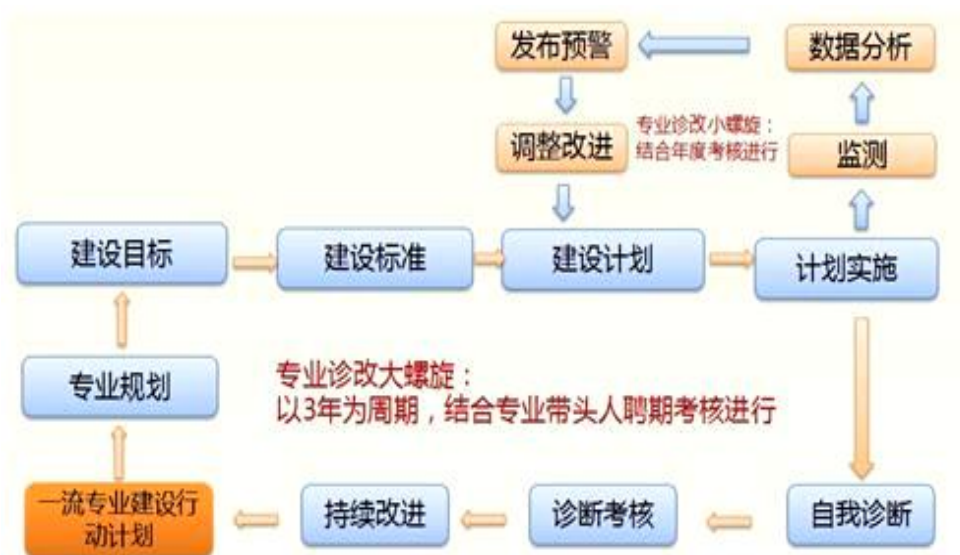 发布预警
数据分析
调整改进
专业诊改小螺旋：
结合年度考核进行
监测
建设目标
建设标准
建设计划
计划实施
专业规划
专业诊改大螺旋：
以3年为周期，结合专业带头人聘期考核进行
一流专业建设行
动计划
持续改进
诊断考核
自我诊断